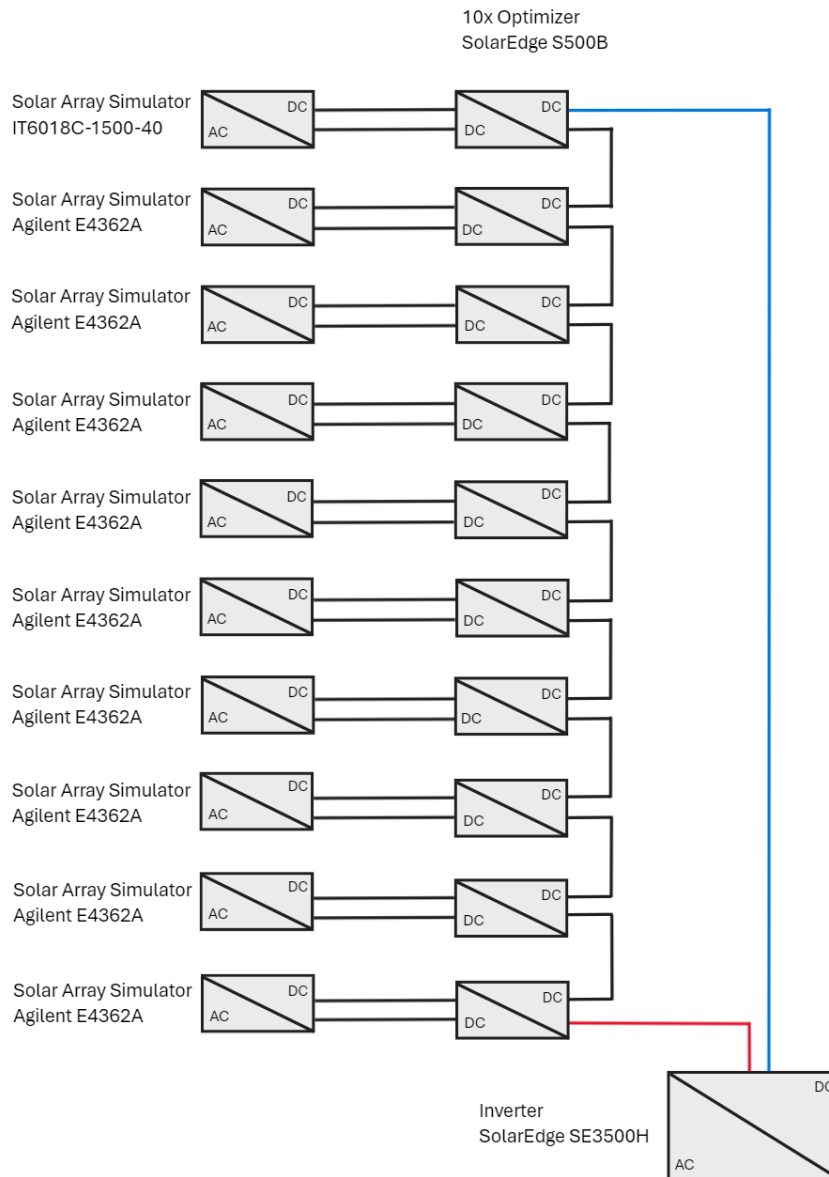 10x Optimizer
SolarEdge S500B
Solar Array Simulator
IT6018C-1500-40
DC
AC
DC
DC
Solar Array Simulator
Agilent E4362A
DC
AC
DC
DC
Solar Array Simulator
Agilent E4362A
DC
AC
DC
DC
Solar Array Simulator
Agilent E4362A
DC
AC
DC
DC
Solar Array Simulator
Agilent E4362A
DC
AC
DC
DC
Solar Array Simulator
Agilent E4362A
DC
AC
DC
DC
Solar Array Simulator
Agilent E4362A
DC
AC
DC
DC
Solar Array Simulator
Agilent E4362A
DC
AC
DC
DC
Solar Array Simulator
Agilent E4362A
DC
AC
DC
DC
Solar Array Simulator
Agilent E4362A
DC
AC
DC
DC
Inverter
SolarEdge SE3500H
DC
AC